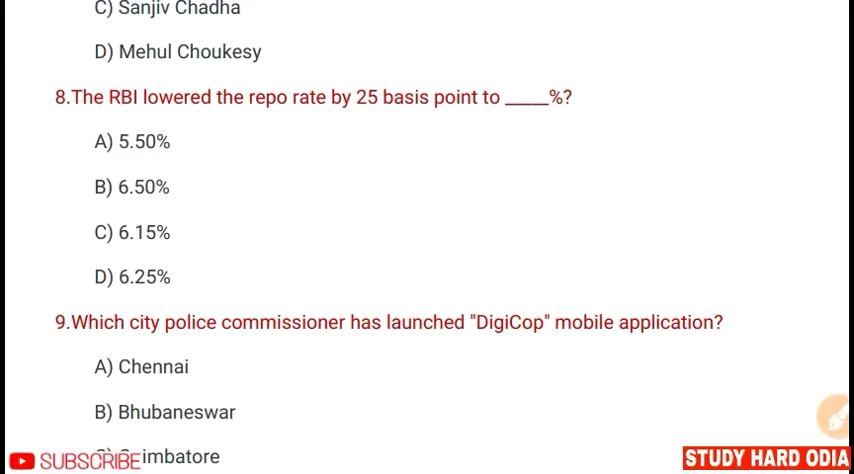 C) Sanjiv Chadha
D) Mehul Choukesy
8.The RBI lowered the repo rate by 25 basis point to _____%?
A) 5.50%
B) 6.50%
C) 6.15%
D) 6.25%
9.Which city police commissioner has launched "DigiCop" mobile application?
A) Chennai
B) Bhubaneswar
imbatore
SUBSCRIBE
STUDY HARD ODIA